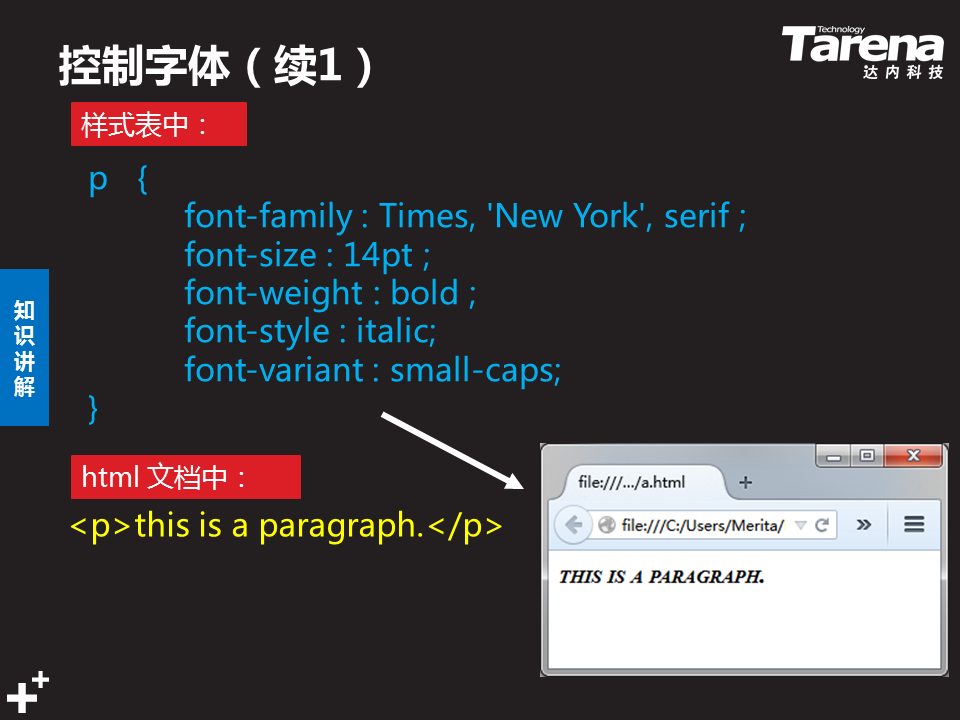 控制字体（续1）
Technology
Tarena
达内科技
样式表中：
p {
font-family : Times, 'New York', serif ;
font-size : 14pt ;
font-weight : bold ;
font-style : italic;
font-variant : small-caps;
}
知识讲解
html 文档中：
<p>this is a paragraph.</p>
file:///.../a.html
file:///C:/Users/Merita/
THIS IS A PARAGRAPH.